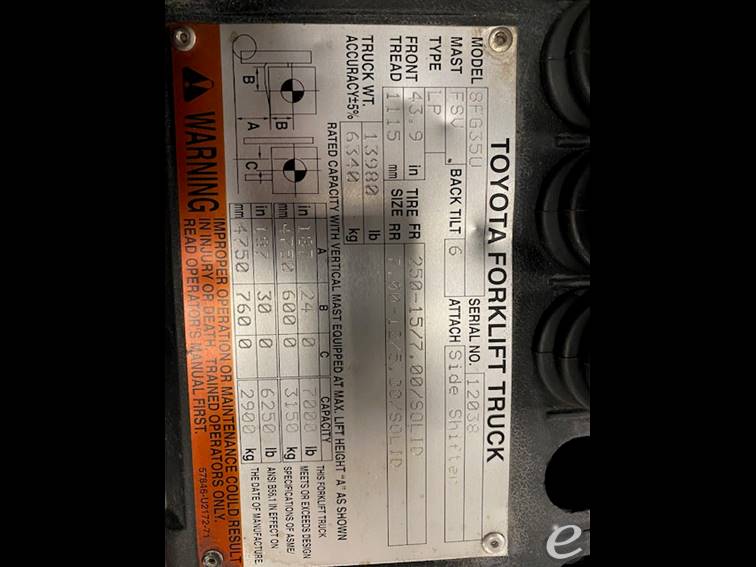 TOYOTA FORKLIFT TRUCK
MODEL 8FG35U SERIAL NO. 12038
MAST FSV BACK TILT 6 ATTACH Side Shifter
TYPE LP
FRONT TREAD 43.9 in TIRE FR 250-15/7.00/SOLID
1115 mm SIZE RR /SOLID
TRUCK WT. 13980 lb
ACCURACY±5% 6340 kg
RATED CAPACITY WITH VERTICAL MAST EQUIPPED AT MAX. LIFT HEIGHT "A" AS SHOWN
A B C CAPACITY
in 187 24 0 7000 lb
mm 4750 600 0 3150 kg
in 187 30 0 6250 lb
mm 4750 760 0 2900 kg
THIS FORKLIFT TRUCK
MEETS OR EXCEEDS DESIGN
SPECIFICATIONS OF ASME/
ANSI B56.1 IN EFFECT ON
THE DATE OF MANUFACTURE.
B
A
B
C
WARNING
IMPROPER OPERATION OR MAINTENANCE COULD RESULT
IN INJURY OR DEATH. TRAINED OPERATORS ONLY.
READ OPERATOR'S MANUAL FIRST.
57846-U2172-71
e